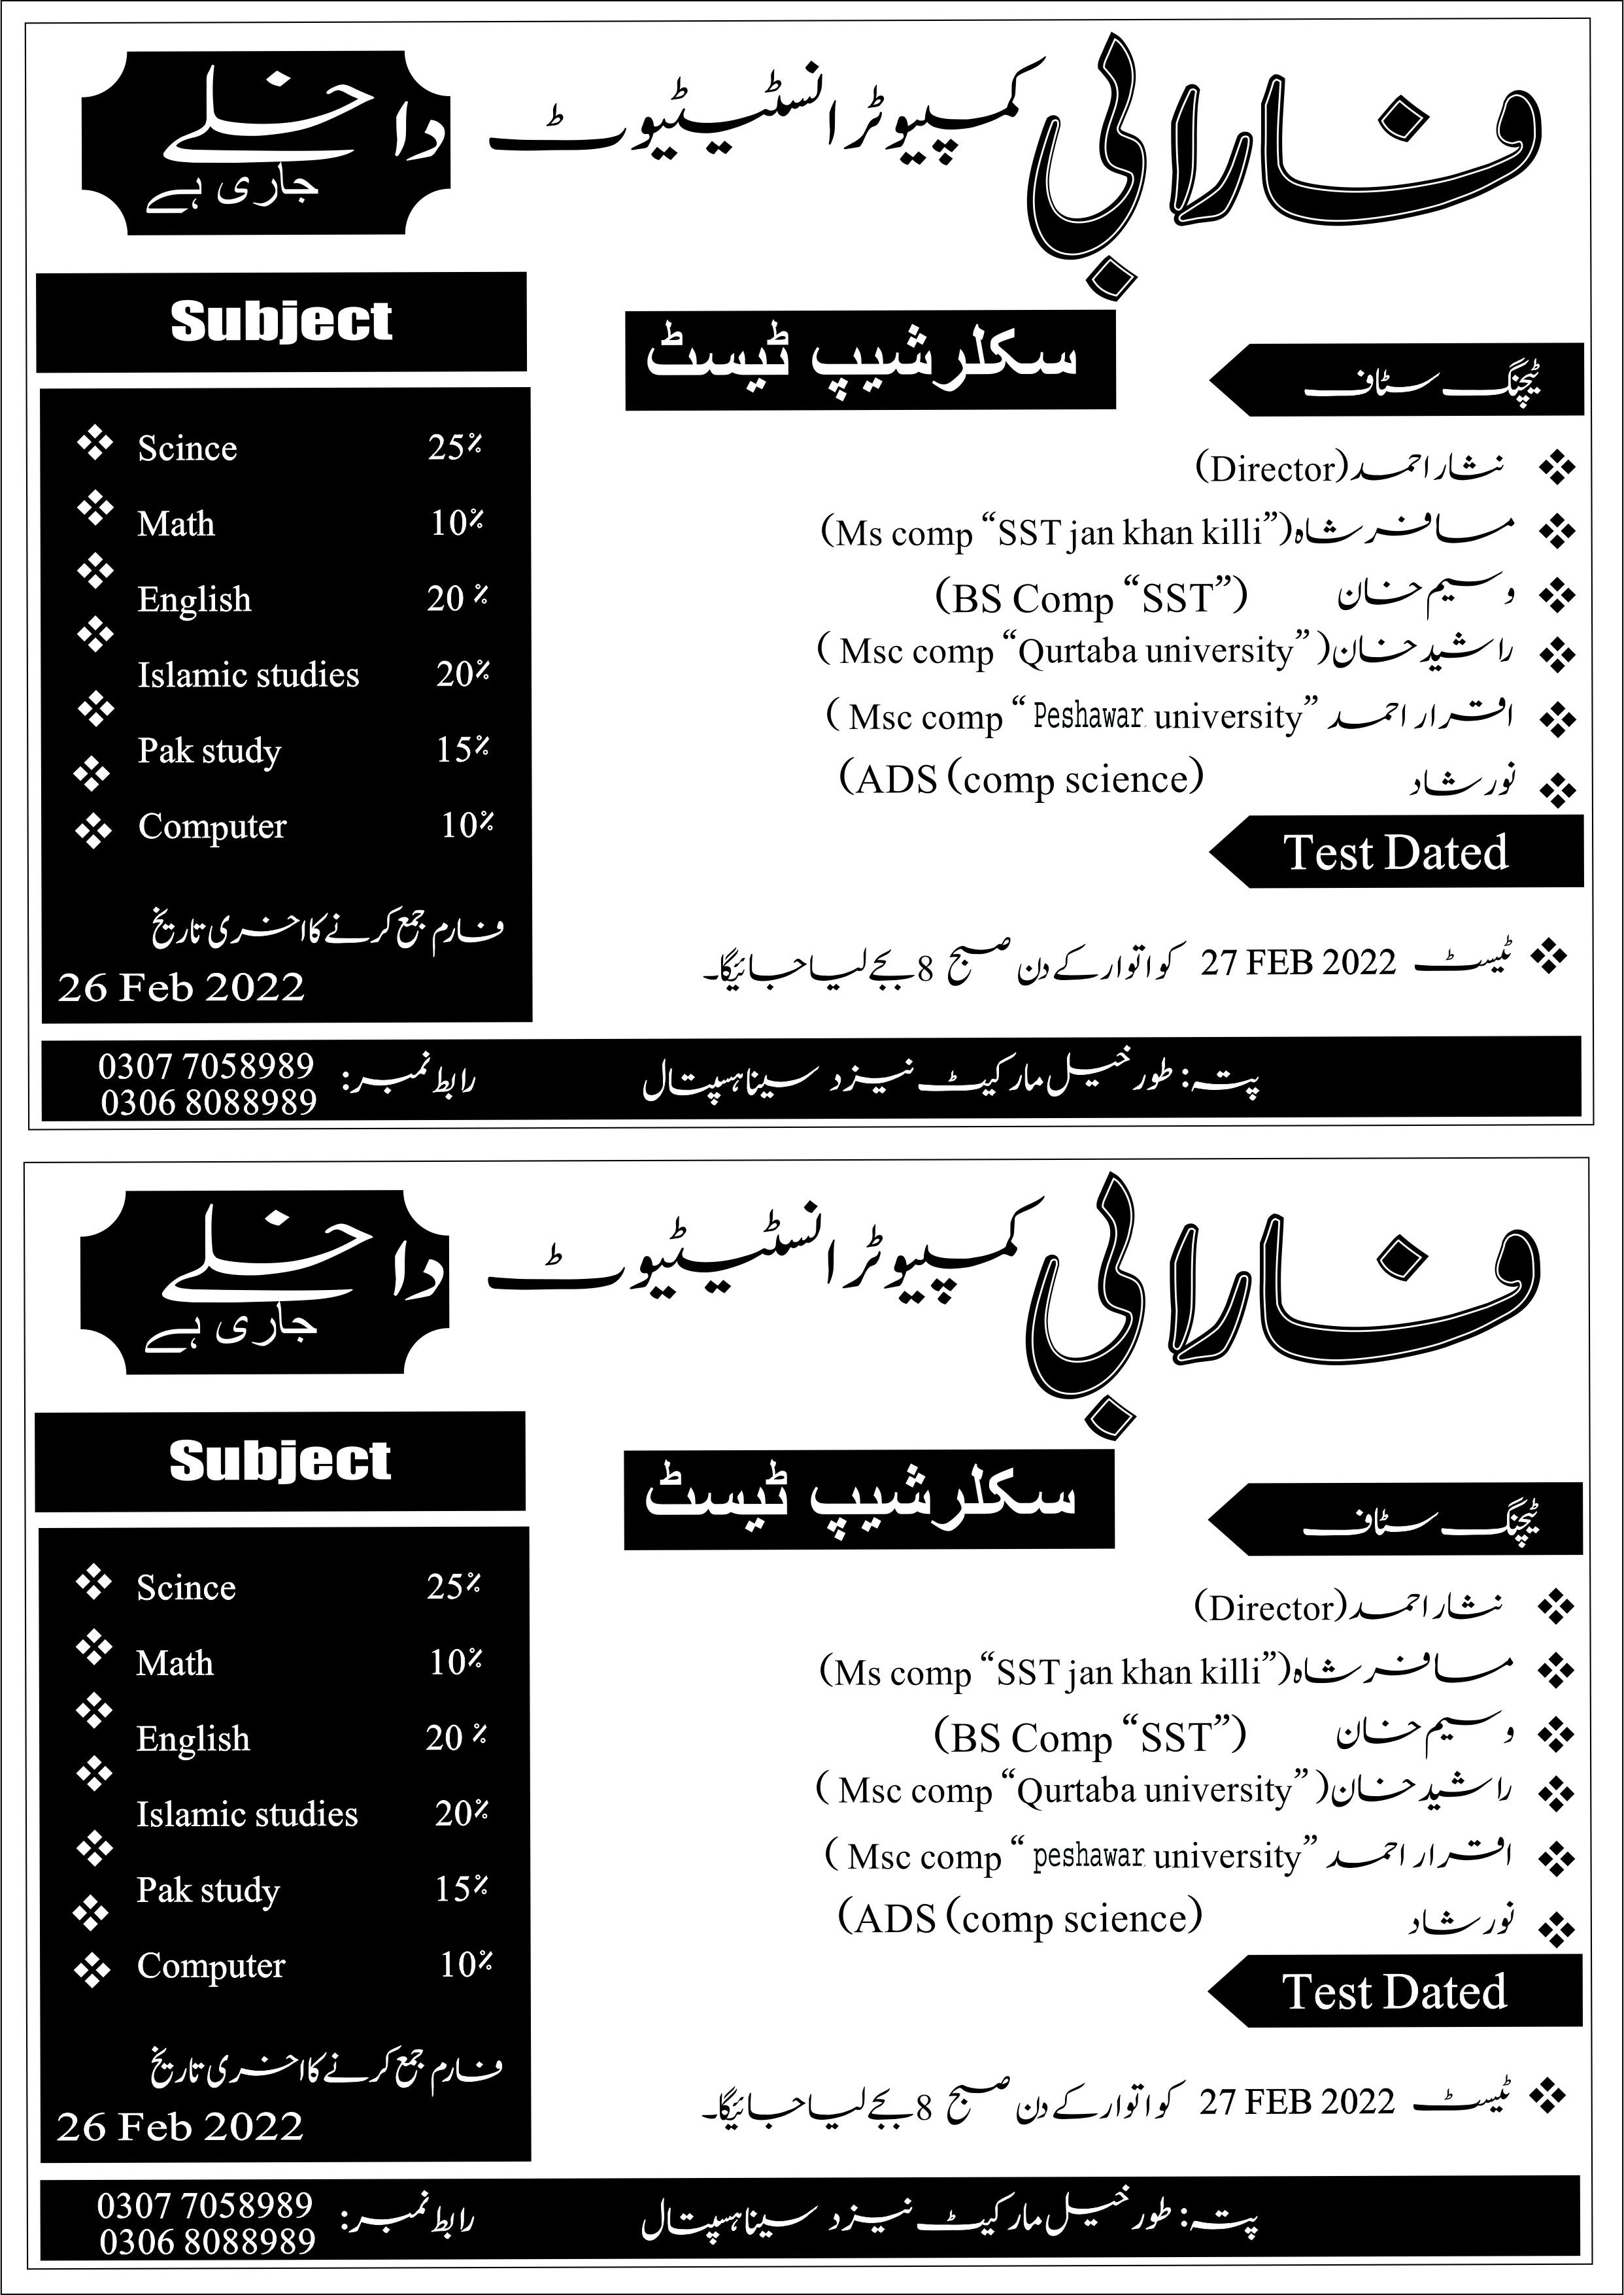 فارابی کمپیوٹر انسٹیٹیوٹ
داخلے
جاری ہے
سکلرشیپ ٹیسٹ
ٹیچنگ سٹاف
نثار احمد (Director)
مسافر شاہ (Ms comp “SST jan khan killi”)
وسیم خان (BS Comp “SST”)
راشید خان ( Msc comp “Qurtaba university” )
اقرار احمد ( Msc comp “ Peshawar university”
نور شاد (ADS (comp science)
Test Dated
ٹیسٹ 27 FEB 2022 کو اتوار کے دن صبح 8 بجے لیا جائیگا۔
Subject
Scince 25%
Math 10%
English 20 %
Islamic studies 20%
Pak study 15%
Computer 10%
فارم جمع کرنے کا اخری تاریخ
26 Feb 2022
پتہ: طور خیل مارکیٹ نیزد سینا ہسپتال
رابط نمبر: 0307 7058989
0306 8088989
فارابی کمپیوٹر انسٹیٹیوٹ
داخلے
جاری ہے
سکلرشیپ ٹیسٹ
ٹیچنگ سٹاف
نثار احمد (Director)
مسافر شاہ (Ms comp “SST jan khan killi”)
وسیم خان (BS Comp “SST”)
راشید خان ( Msc comp “Qurtaba university” )
اقرار احمد ( Msc comp “ peshawar university”
نور شاد (ADS (comp science)
Test Dated
ٹیسٹ 27 FEB 2022 کو اتوار کے دن صبح 8 بجے لیا جائیگا۔
Subject
Scince 25%
Math 10%
English 20 %
Islamic studies 20%
Pak study 15%
Computer 10%
فارم جمع کرنے کا اخری تاریخ
26 Feb 2022
پتہ: طور خیل مارکیٹ نیزد سینا ہسپتال
رابط نمبر: 0307 7058989
0306 8088989